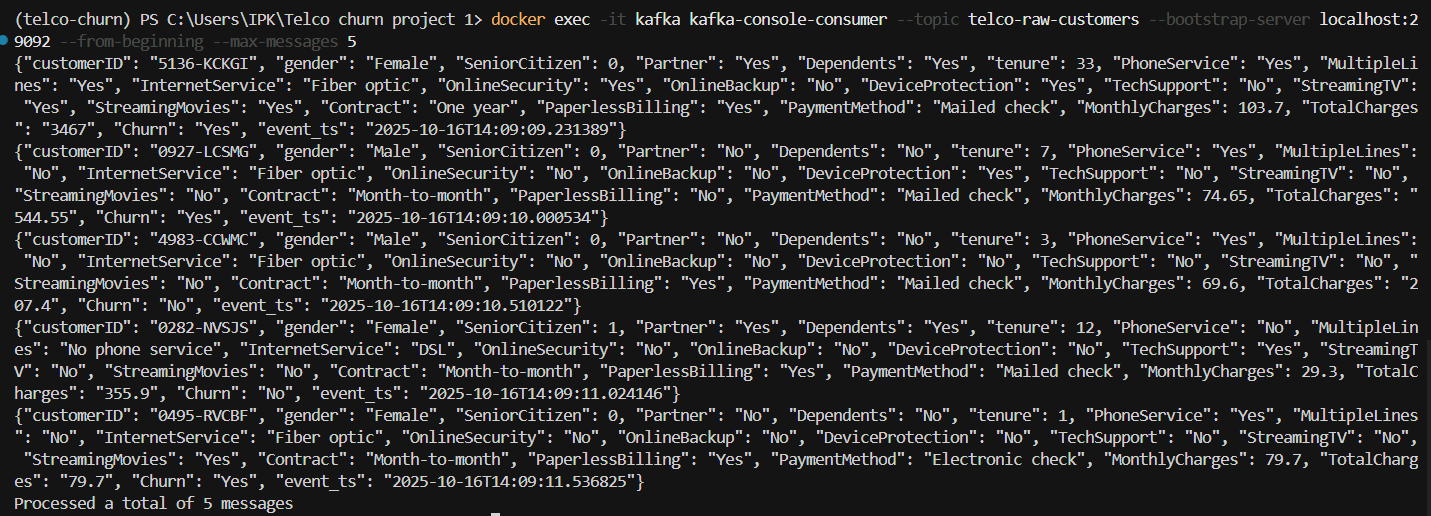 (telco-churn) PS C:\Users\IPK\Telco churn project 1> docker exec -it kafka kafka-console-consumer --topic telco-raw-customers --bootstrap-server localhost:2
9092 --from-beginning --max-messages 5
{"customerID": "5136-KCKGI", "gender": "Female", "SeniorCitizen": 0, "Partner": "Yes", "Dependents": "Yes", "tenure": 33, "PhoneService": "Yes", "MultipleLi
nes": "Yes", "InternetService": "Fiber optic", "OnlineSecurity": "Yes", "OnlineBackup": "No", "DeviceProtection": "Yes", "TechSupport": "No", "StreamingTV":
 "Yes", "StreamingMovies": "Yes", "Contract": "One year", "PaperlessBilling": "Yes", "PaymentMethod": "Mailed check", "MonthlyCharges": 103.7, "TotalCharges
": "3467", "Churn": "Yes", "event_ts": "2025-10-16T14:09:09.231389"}
{"customerID": "0927-LCSMG", "gender": "Male", "SeniorCitizen": 0, "Partner": "No", "Dependents": "No", "tenure": 7, "PhoneService": "Yes", "MultipleLines":
 "No", "InternetService": "Fiber optic", "OnlineSecurity": "No", "OnlineBackup": "No", "DeviceProtection": "Yes", "TechSupport": "No", "StreamingTV": "No",
"StreamingMovies": "No", "Contract": "Month-to-month", "PaperlessBilling": "No", "PaymentMethod": "Mailed check", "MonthlyCharges": 74.65, "TotalCharges": "
544.55", "Churn": "Yes", "event_ts": "2025-10-16T14:09:10.000534"}
{"customerID": "4983-CCWMC", "gender": "Male", "SeniorCitizen": 0, "Partner": "No", "Dependents": "No", "tenure": 3, "PhoneService": "Yes", "MultipleLines":
 "No", "InternetService": "Fiber optic", "OnlineSecurity": "No", "OnlineBackup": "No", "DeviceProtection": "No", "TechSupport": "No", "StreamingTV": "No", "
StreamingMovies": "No", "Contract": "Month-to-month", "PaperlessBilling": "Yes", "PaymentMethod": "Mailed check", "MonthlyCharges": 69.6, "TotalCharges": "2
07.4", "Churn": "No", "event_ts": "2025-10-16T14:09:10.510122"}
{"customerID": "0282-NVSJS", "gender": "Female", "SeniorCitizen": 1, "Partner": "Yes", "Dependents": "Yes", "tenure": 12, "PhoneService": "No", "MultipleLin
es": "No phone service", "InternetService": "DSL", "OnlineSecurity": "No", "OnlineBackup": "No", "DeviceProtection": "No", "TechSupport": "Yes", "StreamingT
V": "No", "StreamingMovies": "No", "Contract": "Month-to-month", "PaperlessBilling": "Yes", "PaymentMethod": "Mailed check", "MonthlyCharges": 29.3, "TotalC
harges": "355.9", "Churn": "No", "event_ts": "2025-10-16T14:09:11.024146"}
{"customerID": "0495-RVCBF", "gender": "Female", "SeniorCitizen": 0, "Partner": "No", "Dependents": "No", "tenure": 1, "PhoneService": "Yes", "MultipleLines
": "No", "InternetService": "Fiber optic", "OnlineSecurity": "No", "OnlineBackup": "No", "DeviceProtection": "No", "TechSupport": "No", "StreamingTV": "No",
 "StreamingMovies": "Yes", "Contract": "Month-to-month", "PaperlessBilling": "Yes", "PaymentMethod": "Electronic check", "MonthlyCharges": 79.7, "TotalCharg
es": "79.7", "Churn": "Yes", "event_ts": "2025-10-16T14:09:11.536825"}
Processed a total of 5 messages